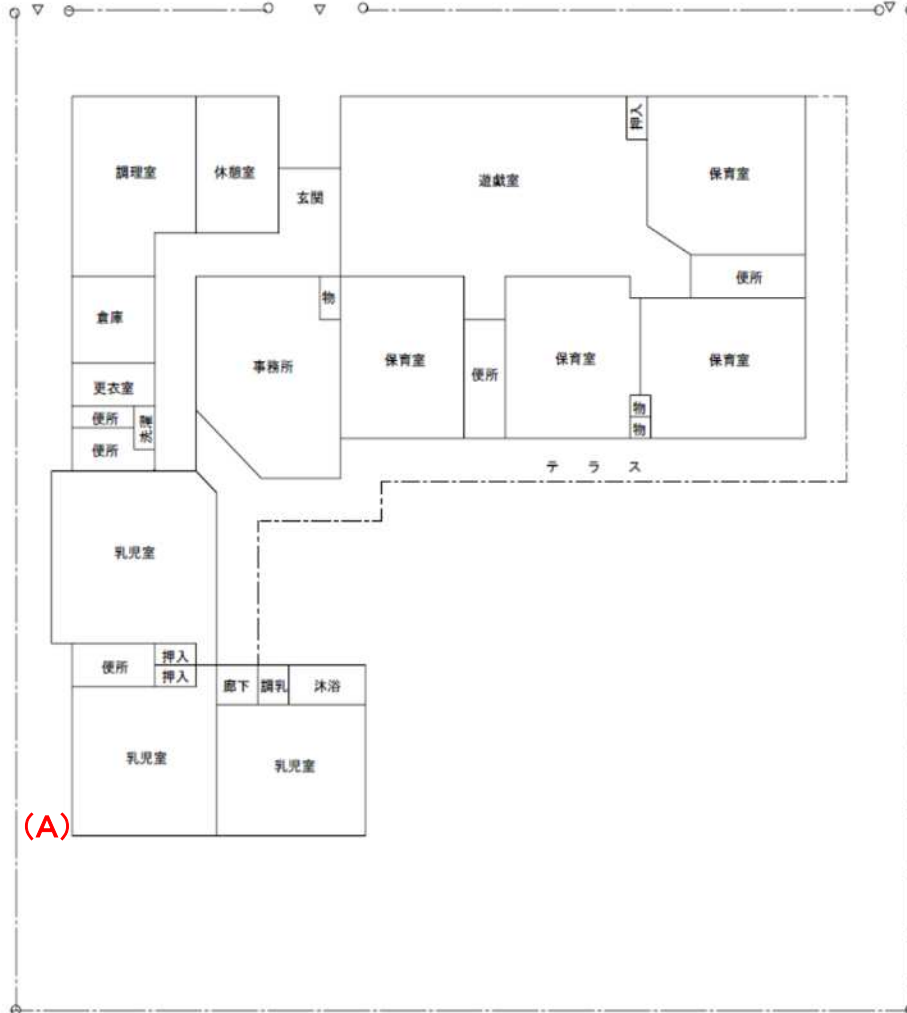 押入
調理室
休憩室
遊戯室
保育室
玄関
便所
物
倉庫
事務所
保育室
便所
保育室
保育室
更衣室
便所
洗濯
便所
物
物
テラス
乳児室
便所
押入
押入
廊下
調乳
沐浴
乳児室
乳児室
(A)